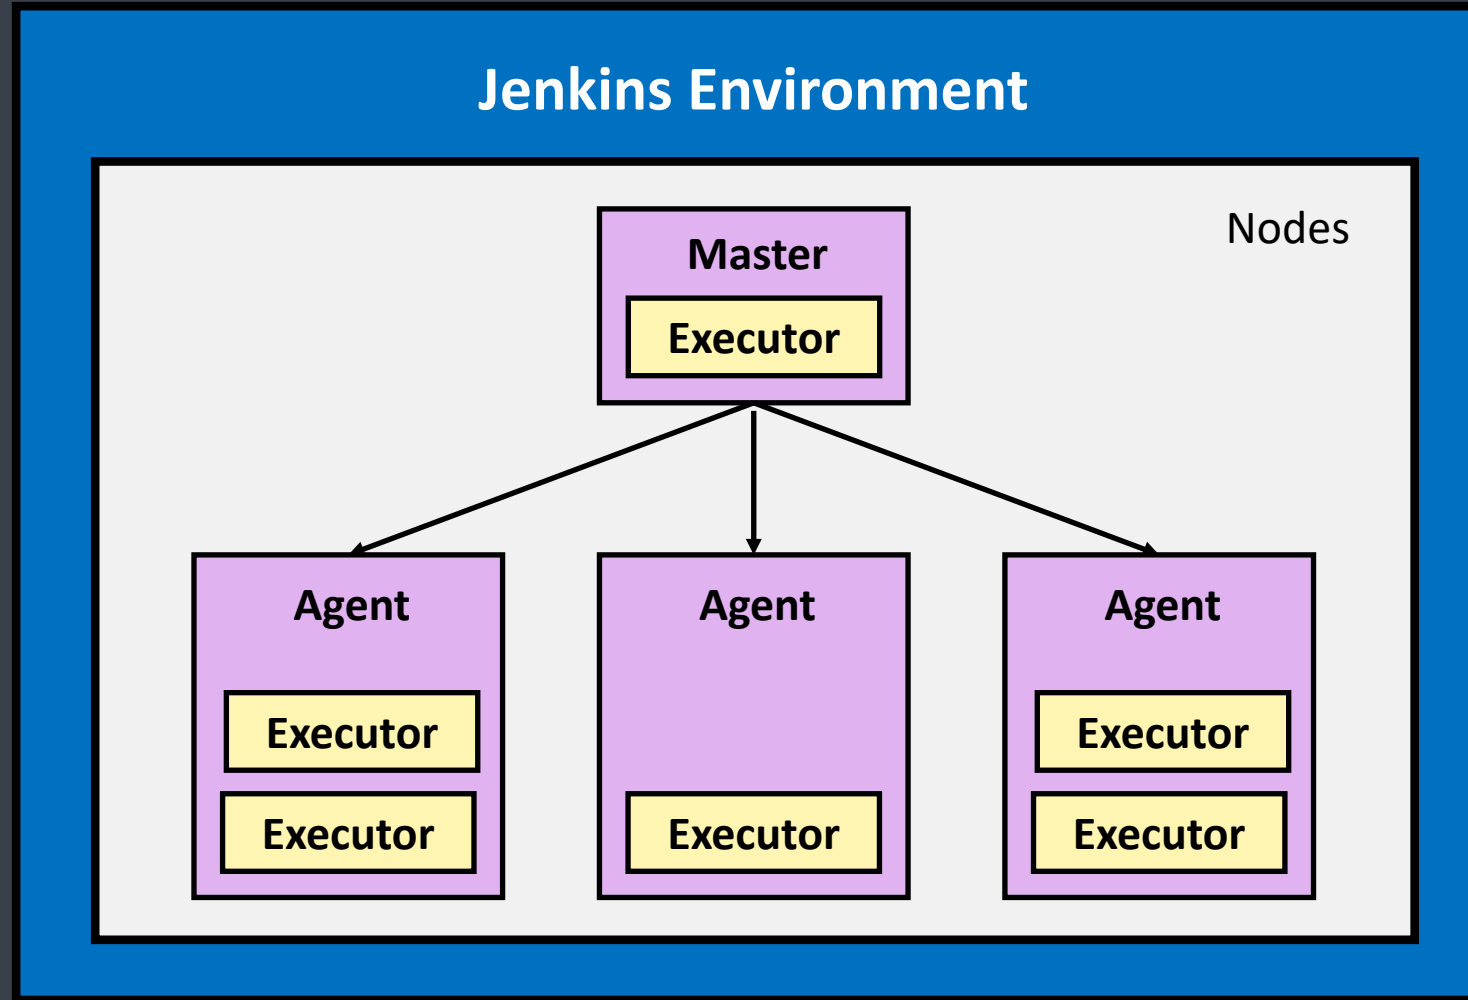 Jenkins Environment
Nodes
Master
Executor
Agent
Executor
Executor
Agent
Executor
Agent
Executor
Executor